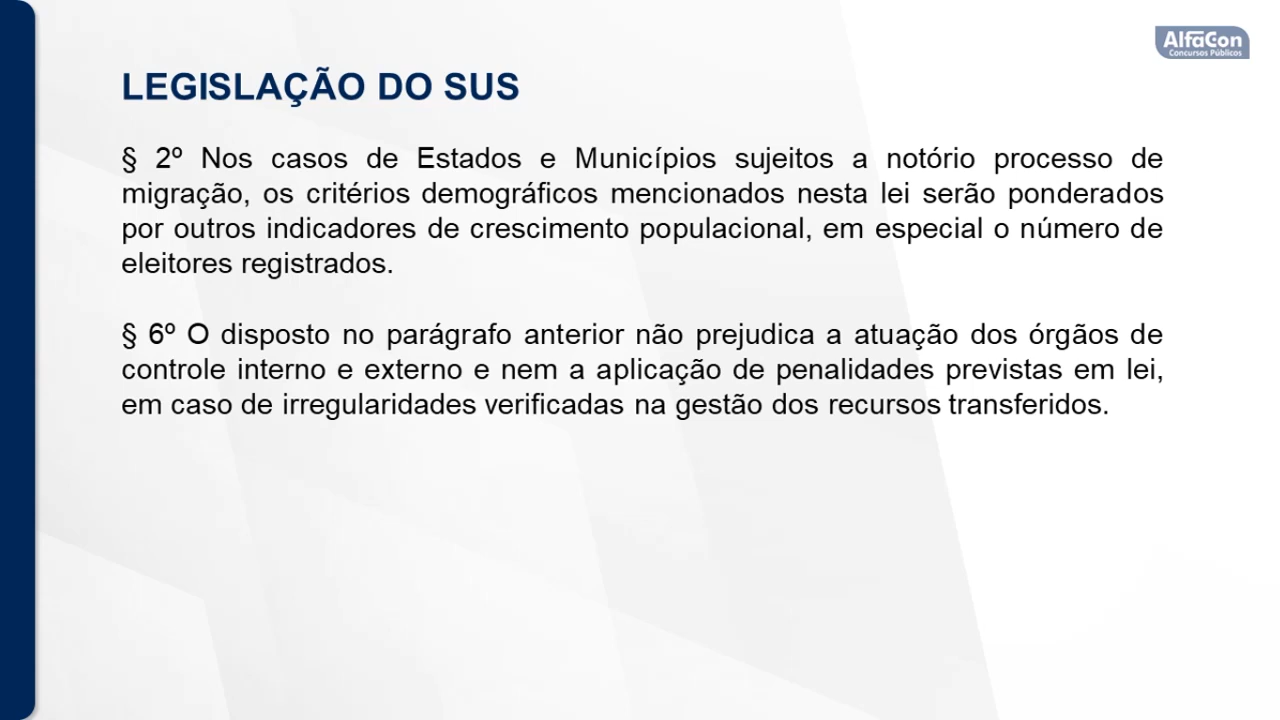 AlfaCon
Concursos Públicos
LEGISLAÇÃO DO SUS
§ 2º Nos casos de Estados e Municípios sujeitos a notório processo de
migração, os critérios demográficos mencionados nesta lei serão ponderados
por outros indicadores de crescimento populacional, em especial o número de
eleitores registrados.
§ 6º O disposto no parágrafo anterior não prejudica a atuação dos órgãos de
controle interno e externo e nem a aplicação de penalidades previstas em lei,
em caso de irregularidades verificadas na gestão dos recursos transferidos.